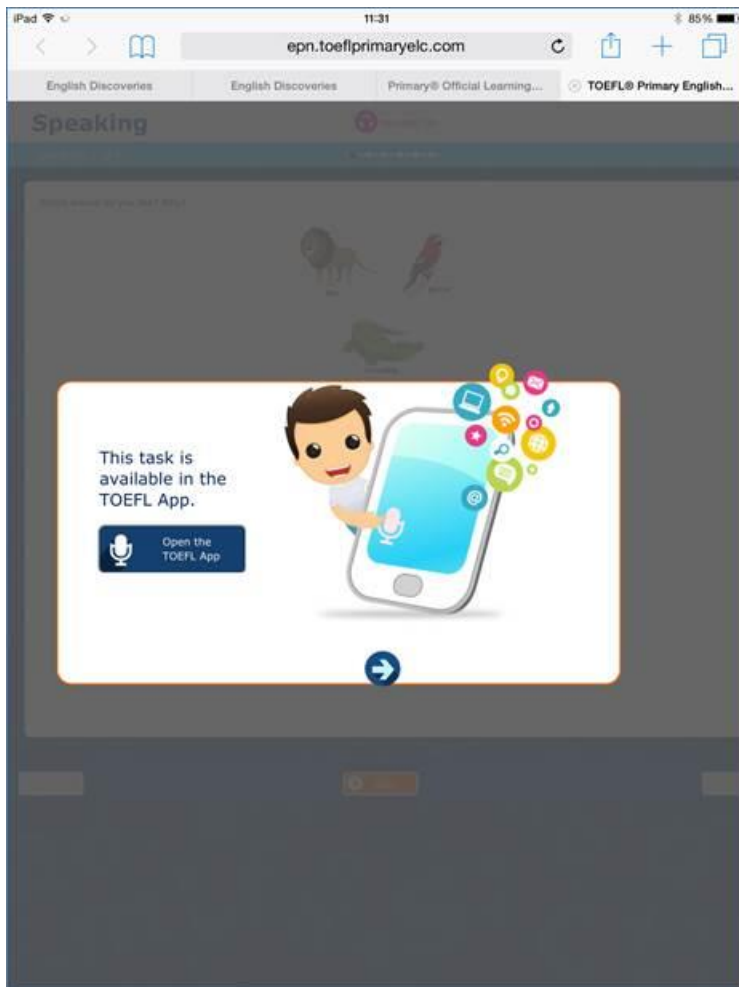 iPad
11:31
85%
epn.toeflprimaryelc.com
English Discoveries
English Discoveries
Primary® Official Learning...
TOEFL® Primary English...
Speaking
This task is
available in the
TOEFL App.
Open the
TOEFL App
@